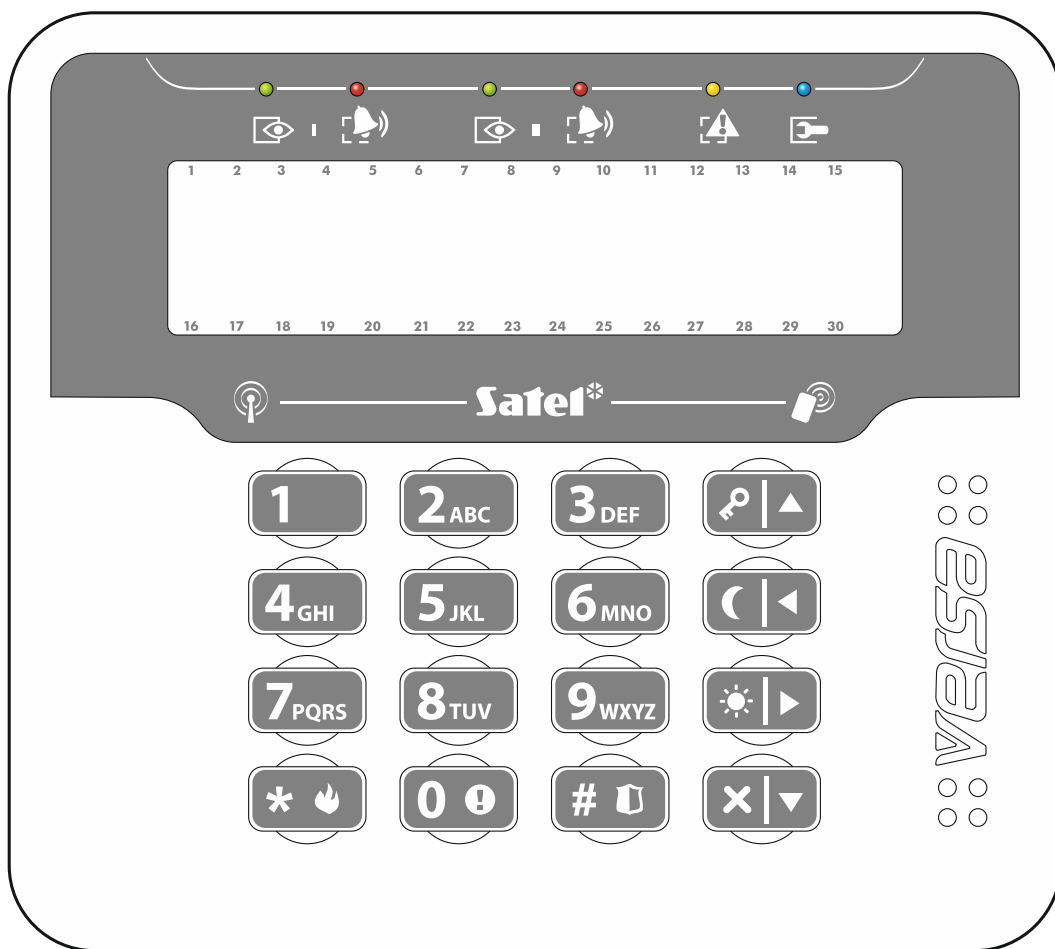 1 2 3 4 5 6 7 8 9 10 11 12 13 14 15
16 17 18 19 20 21 22 23 24 25 26 27 28 29 30
Satel
1 2ABC 3DEF
4GHI 5JKL 6MNO
7PQRS 8TUV 9WXYZ
* 0 #
VERSA